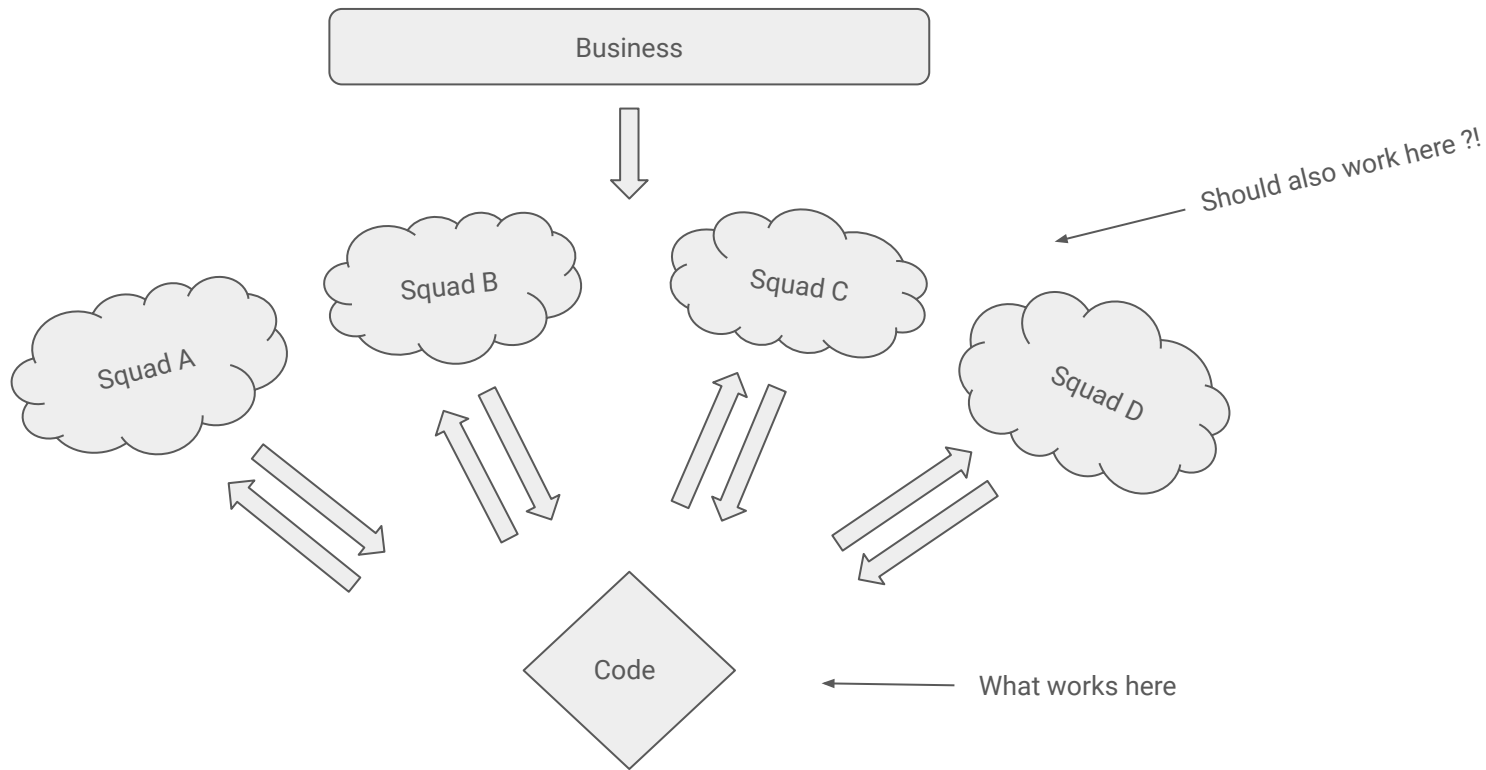 Business
Should also work here ?!
Squad B
Squad C
Squad A
Squad D
Code
What works here